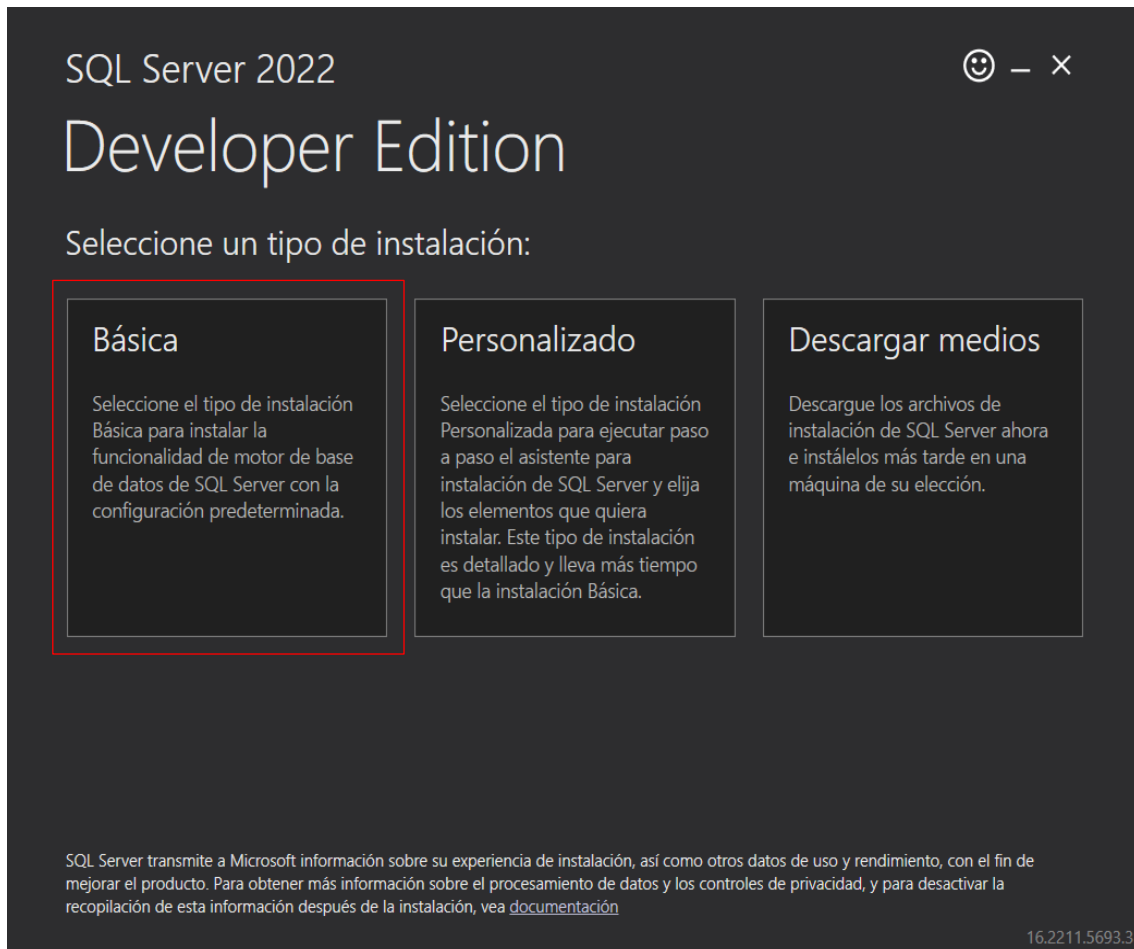 SQL Server 2022
Developer Edition
Seleccione un tipo de instalación:
Básica
Seleccione el tipo de instalación
Básica para instalar la
funcionalidad de motor de base
de datos de SQL Server con la
configuración predeterminada.
Personalizado
Seleccione el tipo de instalación
Personalizada para ejecutar paso
a paso el asistente para
instalación de SQL Server y elija
los elementos que quiera
instalar. Este tipo de instalación
es detallado y lleva más tiempo
que la instalación Básica.
Descargar medios
Descargue los archivos de
instalación de SQL Server ahora
e instálelos más tarde en una
máquina de su elección.
SQL Server transmite a Microsoft información sobre su experiencia de instalación, así como otros datos de uso y rendimiento, con el fin de
mejorar el producto. Para obtener más información sobre el procesamiento de datos y los controles de privacidad, y para desactivar la
recopilación de esta información después de la instalación, vea documentación
16.2211.5693.3